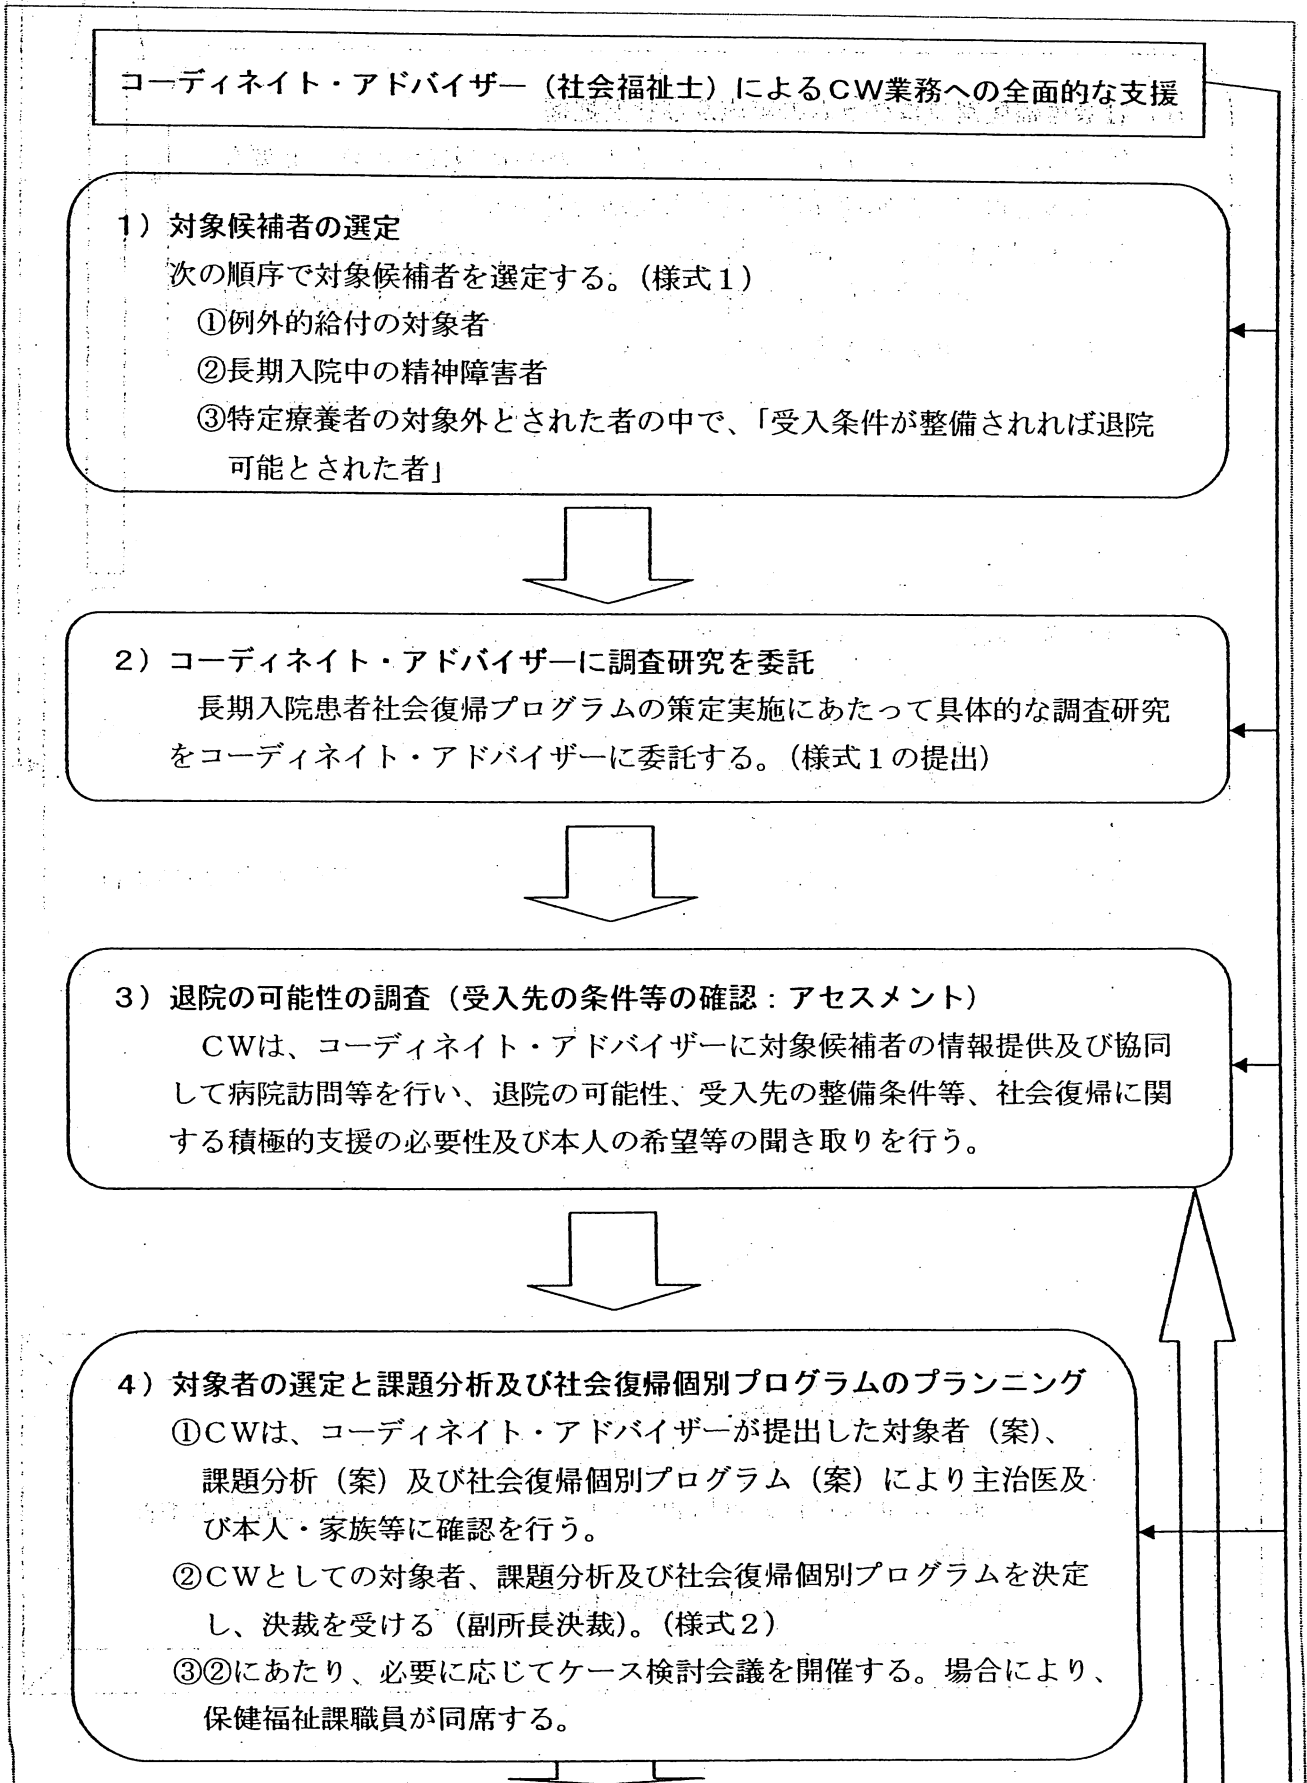 コーディネイト・アドバイザー（社会福祉士）によるCW業務への全面的な支援
1）対象候補者の選定
次の順序で対象候補者を選定する。（様式１）
①例外的給付の対象者
②長期入院中の精神障害者
③特定療養者の対象外とされた者の中で、「受入条件が整備されれば退院
可能とされた者」
2）コーディネイト・アドバイザーに調査研究を委託
長期入院患者社会復帰プログラムの策定実施にあたって具体的な調査研究
をコーディネイト・アドバイザーに委託する。（様式１の提出）
3）退院の可能性の調査（受入先の条件等の確認：アセスメント）
CWは、コーディネイト・アドバイザーに対象候補者の情報提供及び協同
して病院訪問等を行い、退院の可能性、受入先の整備条件等、社会復帰に関
する積極的支援の必要性及び本人の希望等の聞き取りを行う。
4）対象者の選定と課題分析及び社会復帰個別プログラムのプランニング
①CWは、コーディネイト・アドバイザーが提出した対象者（案）、
課題分析（案）及び社会復帰個別プログラム（案）により主治医及
び本人・家族等に確認を行う。
②CWとしての対象者、課題分析及び社会復帰個別プログラムを決定
し、決裁を受ける（副所長決裁）。（様式２）
③②にあたり、必要に応じてケース検討会議を開催する。場合により、
保健福祉課職員が同席する。